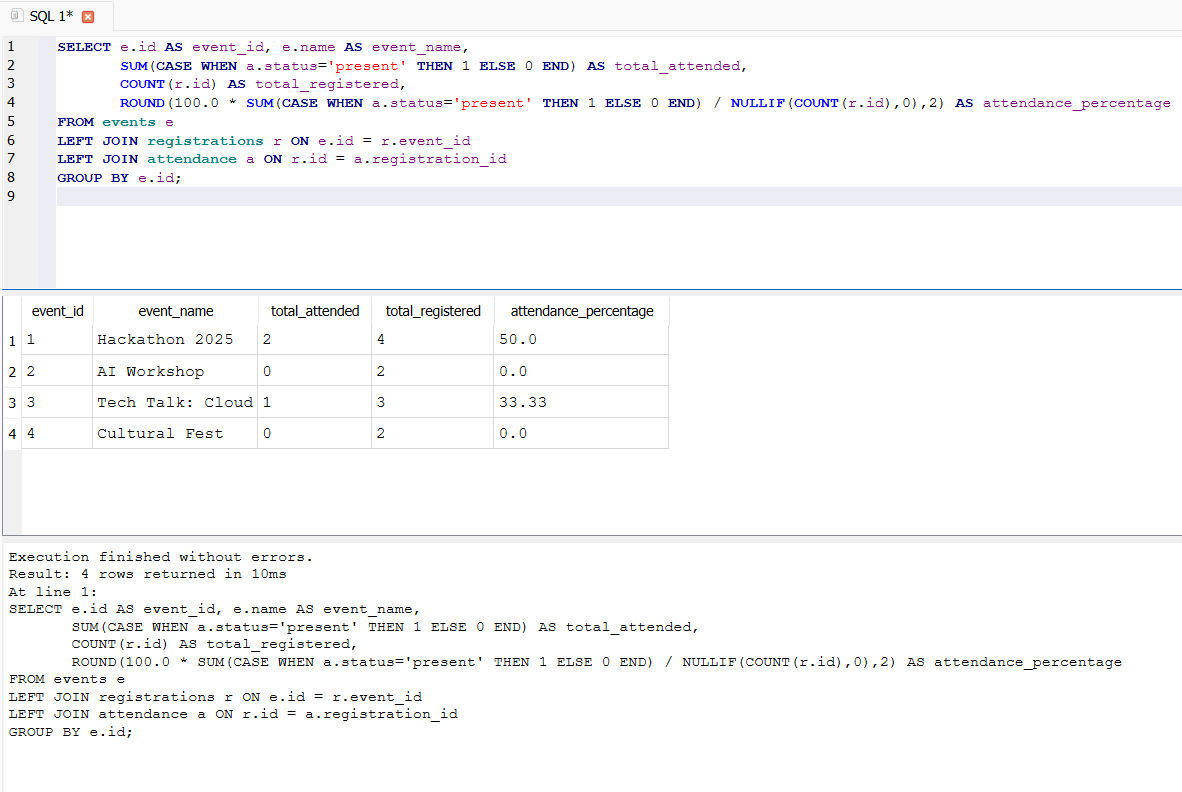 SQL 1*
1 SELECT e.id AS event_id, e.name AS event_name,
2 SUM(CASE WHEN a.status='present' THEN 1 ELSE 0 END) AS total_attended,
3 COUNT(r.id) AS total_registered,
4 ROUND(100.0 * SUM(CASE WHEN a.status='present' THEN 1 ELSE 0 END) / NULLIF(COUNT(r.id),0),2) AS attendance_percentage
5 FROM events e
6 LEFT JOIN registrations r ON e.id = r.event_id
7 LEFT JOIN attendance a ON r.id = a.registration_id
8 GROUP BY e.id;
9
event_id event_name total_attended total_registered attendance_percentage
1 1 Hackathon 2025 2 4 50.0
2 2 AI Workshop 0 2 0.0
3 3 Tech Talk: Cloud 1 3 33.33
4 4 Cultural Fest 0 2 0.0
Execution finished without errors.
Result: 4 rows returned in 10ms
At line 1:
SELECT e.id AS event_id, e.name AS event_name,
SUM(CASE WHEN a.status='present' THEN 1 ELSE 0 END) AS total_attended,
COUNT(r.id) AS total_registered,
ROUND(100.0 * SUM(CASE WHEN a.status='present' THEN 1 ELSE 0 END) / NULLIF(COUNT(r.id),0),2) AS attendance_percentage
FROM events e
LEFT JOIN registrations r ON e.id = r.event_id
LEFT JOIN attendance a ON r.id = a.registration_id
GROUP BY e.id;